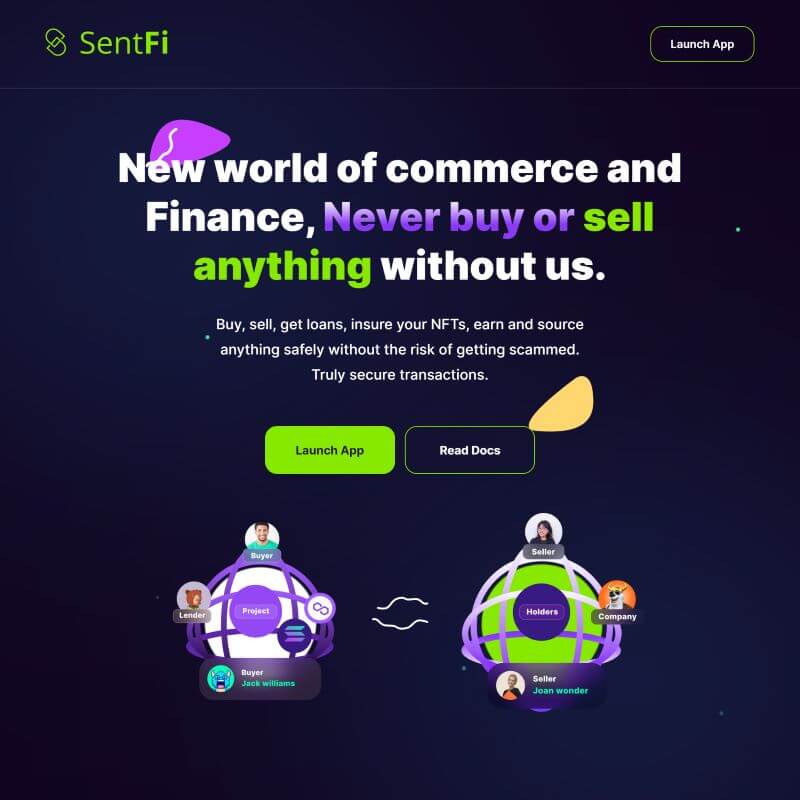 SentFi
Launch App
New world of commerce and
Finance, Never buy or sell
anything without us.
Buy, sell, get loans, insure your NFTs, earn and source
anything safely without the risk of getting scammed.
Truly secure transactions.
Launch App
Read Docs
Buyer
Lender
Project
Buyer
Jack williams
Seller
Holders
Company
Seller
Joan wonder